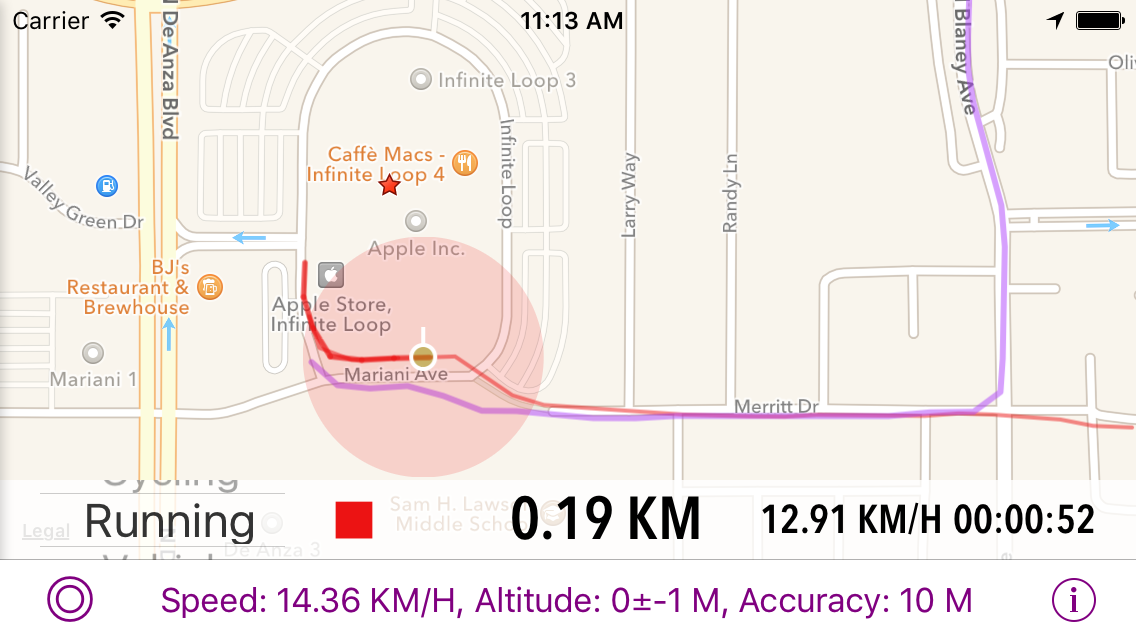 Carrier
11:13 AM
N De Anza Blvd
N Blaney Ave
Infinite Loop 3
Caffè Macs -
Infinite Loop 4
Infinite Loop
Larry Way
Randy Ln
Valley Green Dr
Apple Inc.
BJ's
Restaurant &
Brewhouse
Apple Store,
Infinite Loop
Mariani Ave
Mariani 1
Merritt Dr
Cycling
Running
Legal
De Anza 3
Sam H. Laws
Middle Scho
0.19 KM
12.91 KM/H 00:00:52
Speed: 14.36 KM/H, Altitude: 0±-1 M, Accuracy: 10 M